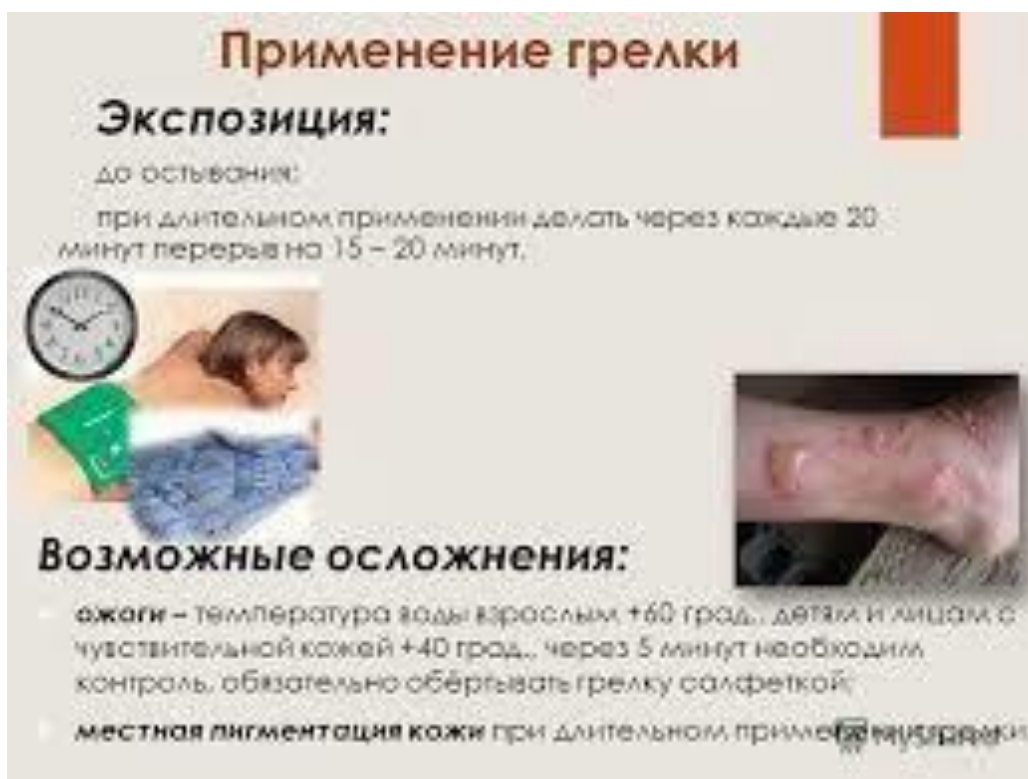 Применение грелки
Экспозиция:
до остывания;
при длительном применении делать через каждые 20
минут перерыв на 15 – 20 минут.
Возможные осложнения:
ожоги – температура воды взрослым +60 град., детям и лицам с
чувствительной кожей +40 град., через 5 минут необходим
контроль, обязательно обёртывать грелку салфеткой;
местная пигментация кожи при длительном применении грелки